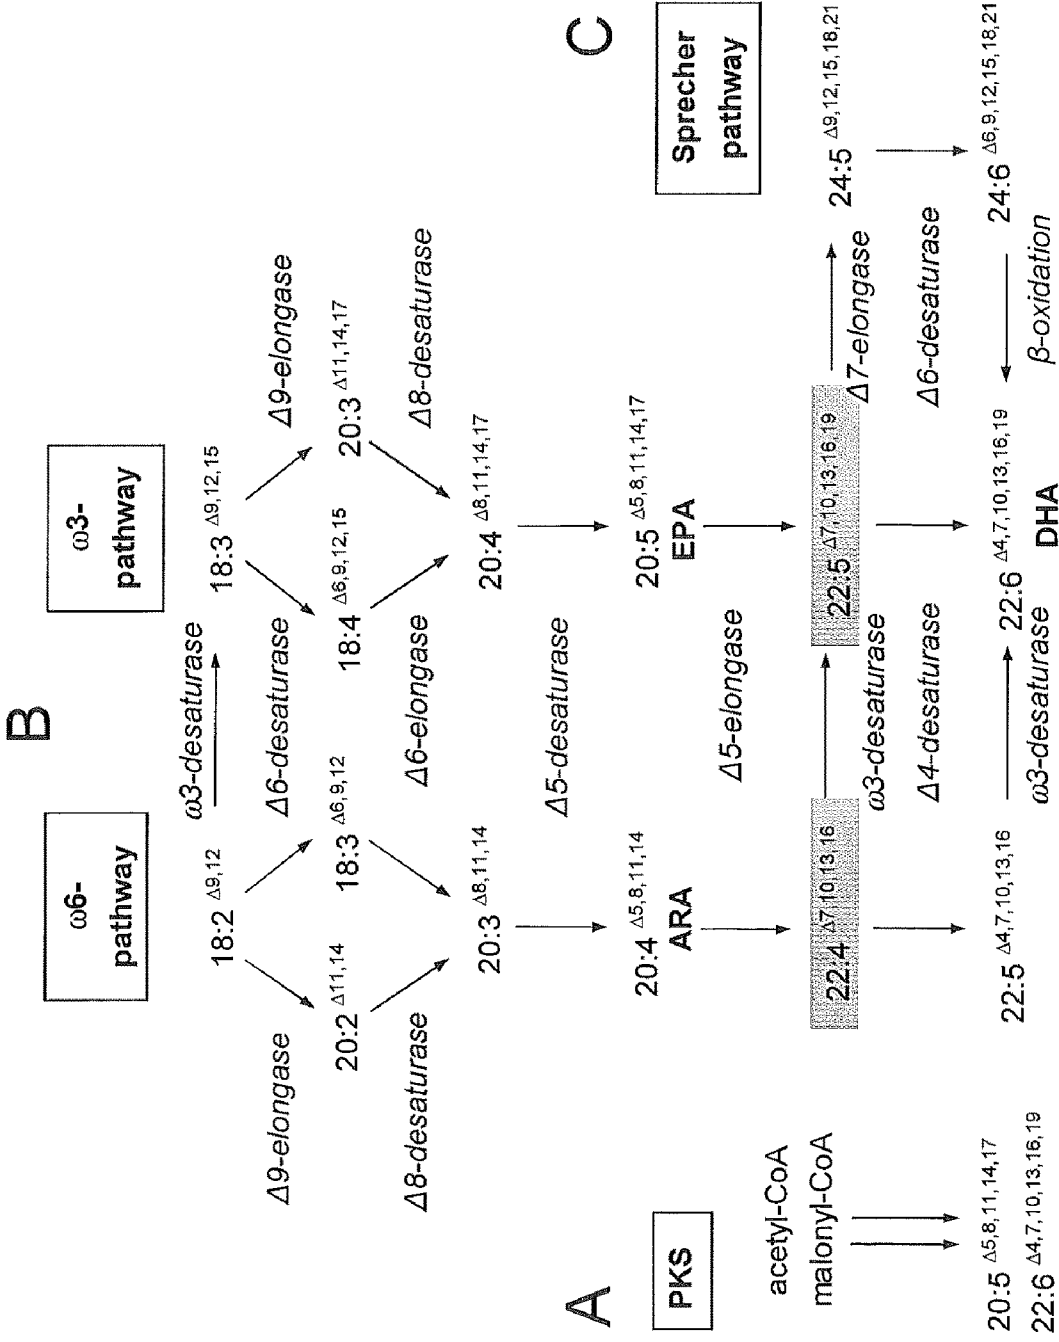 A
PKS
acetyl-CoA
malonyl-CoA
20:5 Δ5,8,11,14,17
22:6 Δ4,7,10,13,16,19
B
ω6-
pathway
ω3-
pathway
18:2 Δ9,12
ω3-desaturase
18:3 Δ9,12,15
Δ9-elongase
Δ6-desaturase
Δ9-elongase
20:2 Δ11,14
18:3 Δ6,9,12
18:4 Δ6,9,12,15
20:3 Δ11,14,17
Δ8-desaturase
Δ6-elongase
Δ8-desaturase
20:3 Δ8,11,14
20:4 Δ8,11,14,17
Δ5-desaturase
20:4 Δ5,8,11,14
ARA
20:5 Δ5,8,11,14,17
EPA
Δ5-elongase
22:4 Δ7,10,13,16
ω3-desaturase
22:5 Δ7,10,13,16,19
Δ4-desaturase
22:5 Δ4,7,10,13,16
ω3-desaturase
22:6 Δ4,7,10,13,16,19
DHA
C
Sprecher
pathway
Δ7-elongase
24:5 Δ9,12,15,18,21
Δ6-desaturase
24:6 Δ6,9,12,15,18,21
β-oxidation